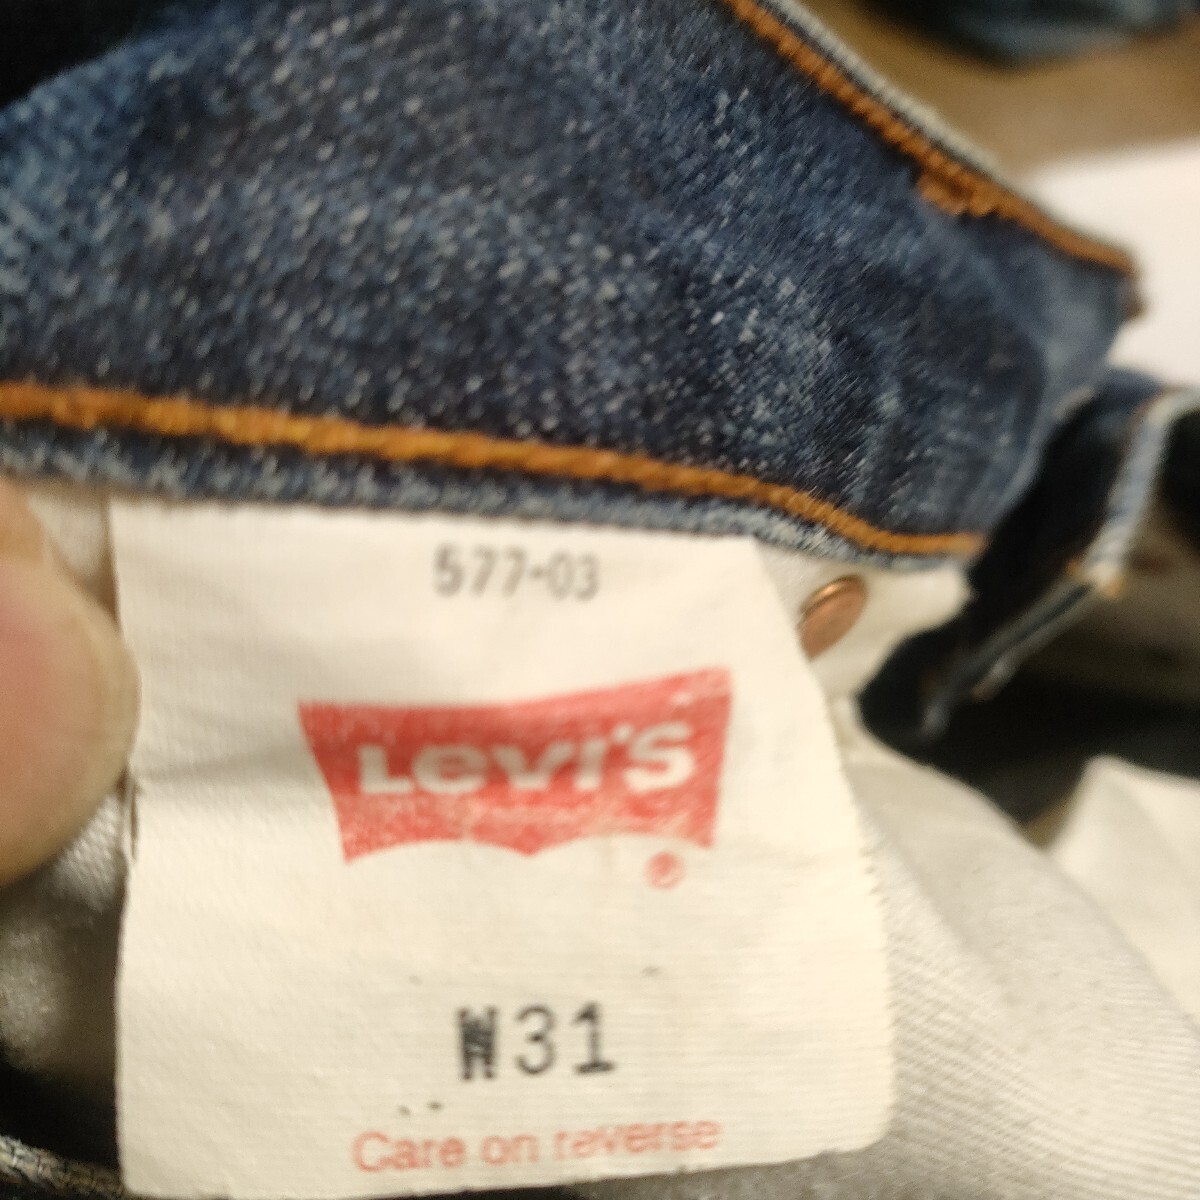 577-03
Levi's
®
W31
Care on reverse